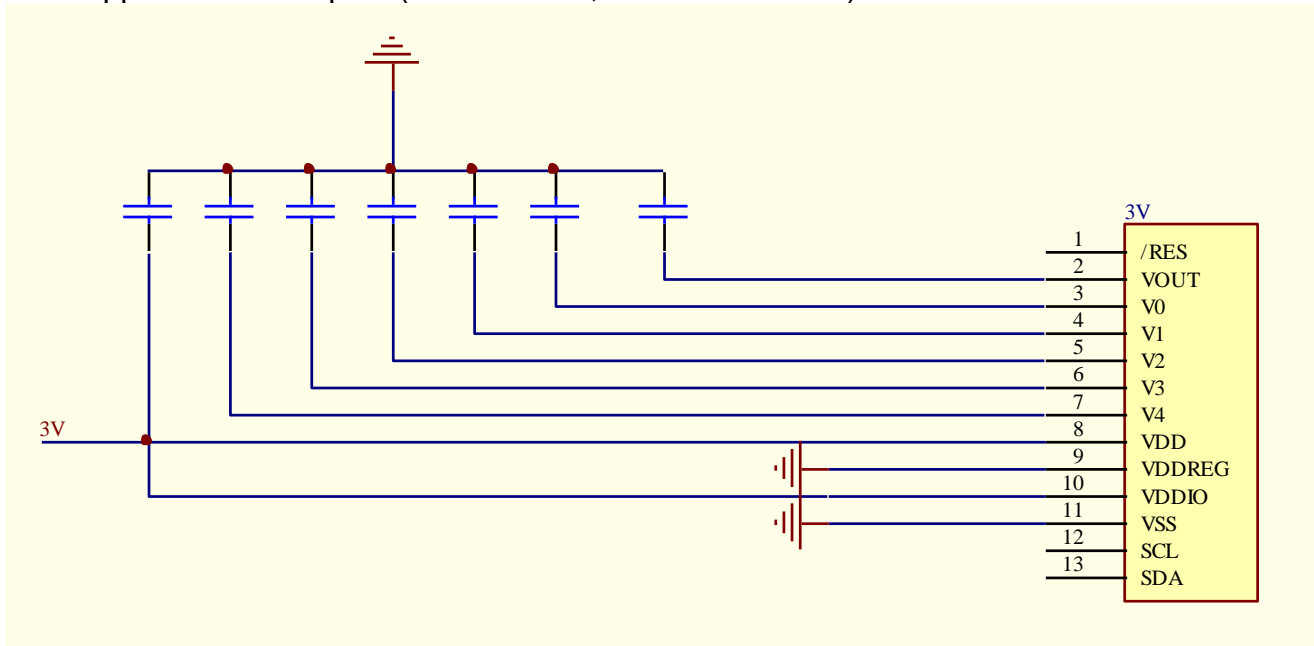 3V
1 /RES
2 VOUT
3 V0
4 V1
5 V2
6 V3
7 V4
3V
8 VDD
9 VDDREG
10 VDDIO
11 VSS
12 SCL
13 SDA